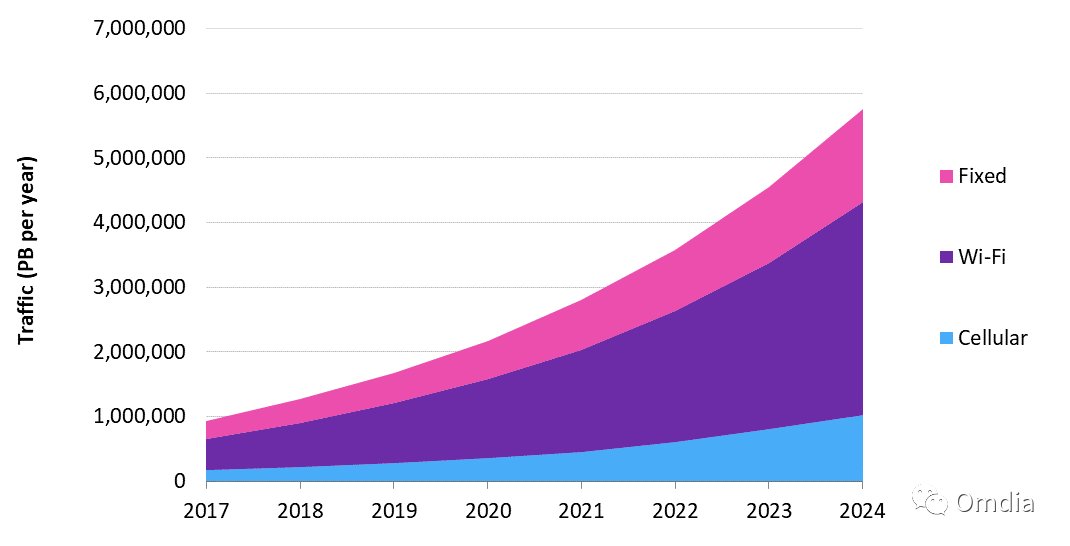 7,000,000
6,000,000
5,000,000
4,000,000
3,000,000
2,000,000
1,000,000
0
Traffic (PB per year)
2017 2018 2019 2020 2021 2022 2023 2024
Fixed
Wi-Fi
Cellular
Omdia